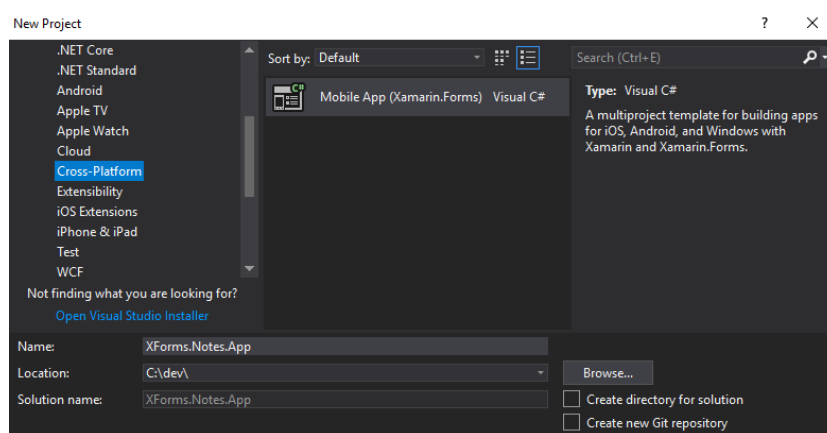 New Project
.NET Core
.NET Standard
Android
Apple TV
Apple Watch
Cloud
Cross-Platform
Extensibility
iOS Extensions
iPhone & iPad
Test
WCF
Not finding what you are looking for?
Open Visual Studio Installer
Sort by: Default
Mobile App (Xamarin.Forms) Visual C#
Search (Ctrl+E)
Type: Visual C#
A multiproject template for building apps
for iOS, Android, and Windows with
Xamarin and Xamarin.Forms.
Name: XForms.Notes.App
Location: C:\dev\
Browse...
Solution name: XForms.Notes.App
Create directory for solution
Create new Git repository